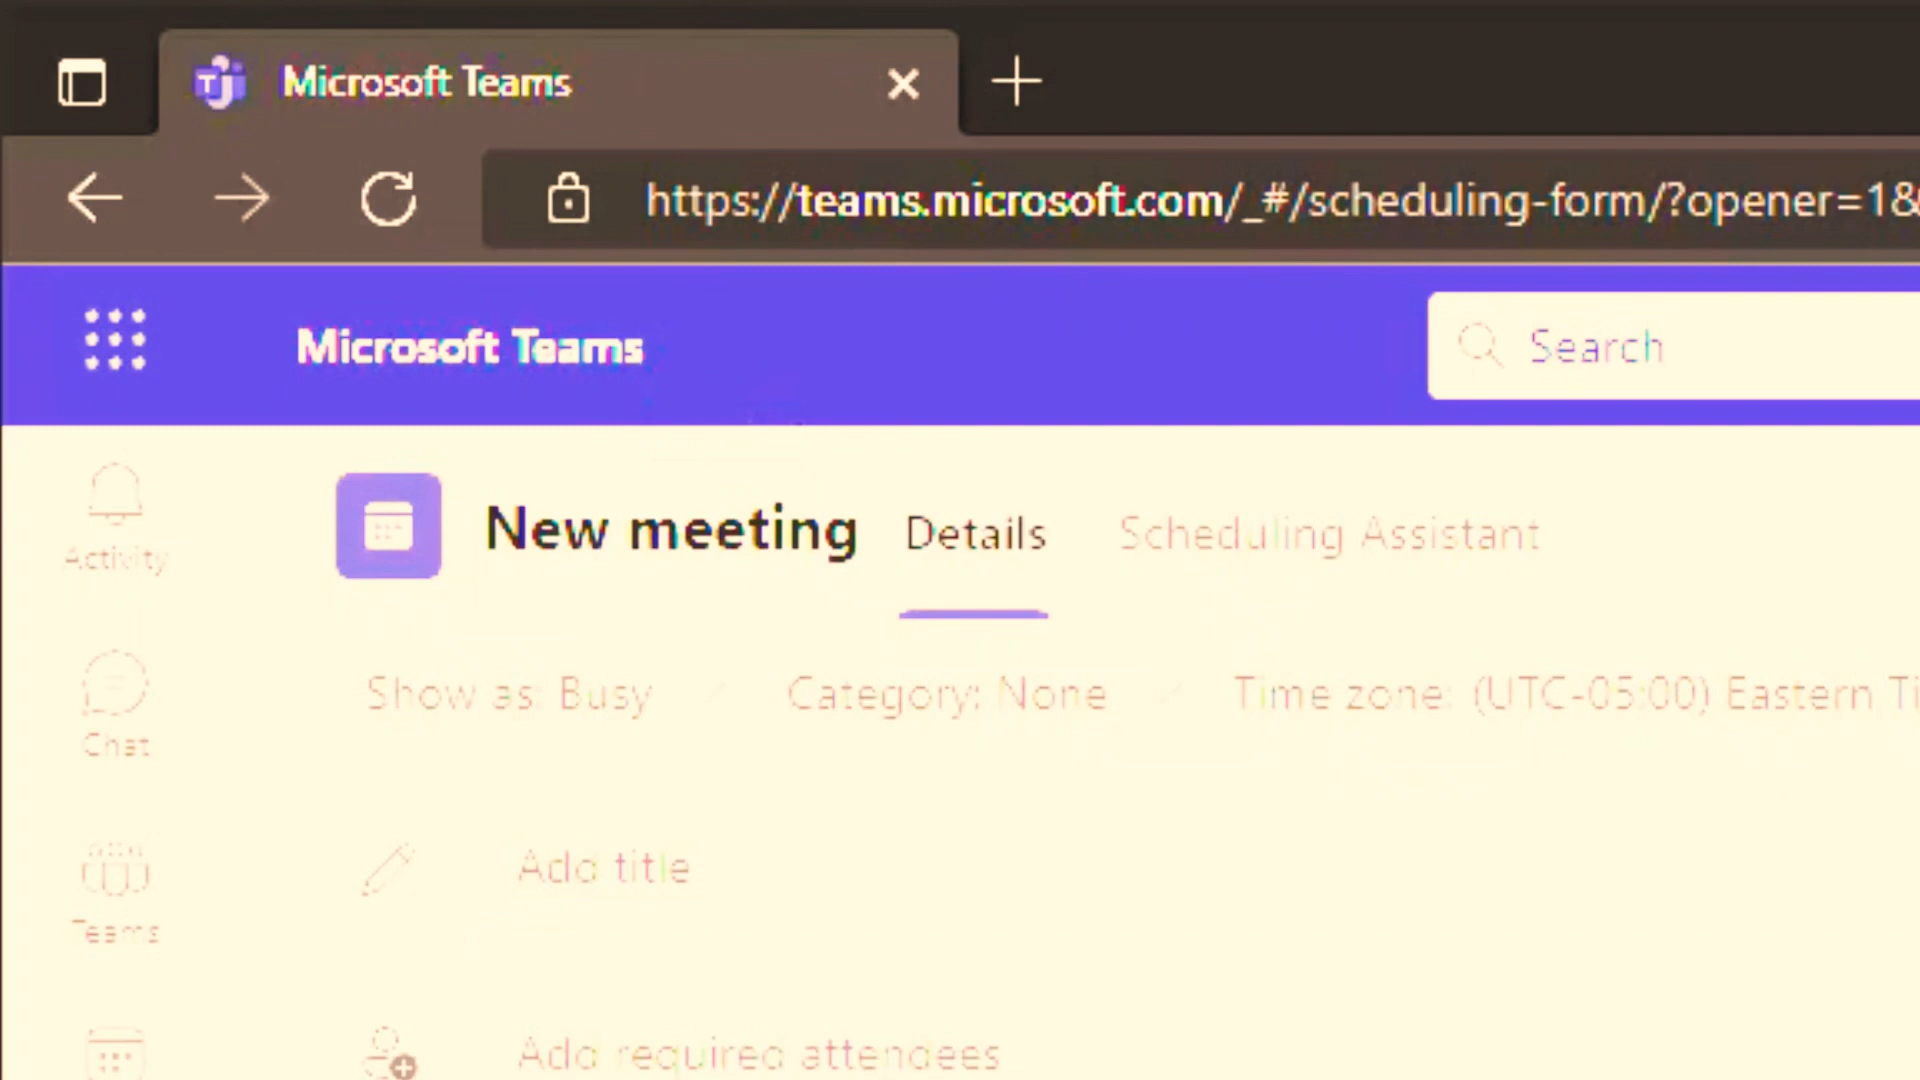 Microsoft Teams
https://teams.microsoft.com/_#/scheduling-form/?opener=1&
Microsoft Teams
Search
New meeting Details Scheduling Assistant
Activity
Show as: Busy Category: None Time zone: (UTC-05:00) Eastern Ti
Chat
Add title
Teams
Add required attendees